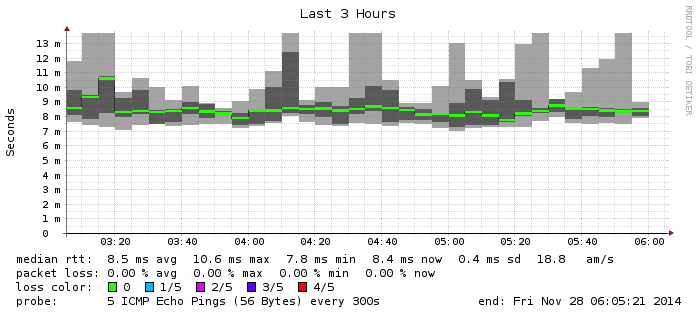 Last 3 Hours
RRDTOOL / TOBI OETIKER
Seconds
13 m
12 m
11 m
10 m
9 m
8 m
7 m
6 m
5 m
4 m
3 m
2 m
1 m
0
03:20 03:40 04:00 04:20 04:40 05:00 05:20 05:40 06:00
median rtt: 8.5 ms avg 10.6 ms max 7.8 ms min 8.4 ms now 0.4 ms sd 18.8 am/s
packet loss: 0.00 % avg 0.00 % max 0.00 % min 0.00 % now
loss color: 0 1/5 2/5 3/5 4/5
probe: 5 ICMP Echo Pings (56 Bytes) every 300s end: Fri Nov 28 06:05:21 2014